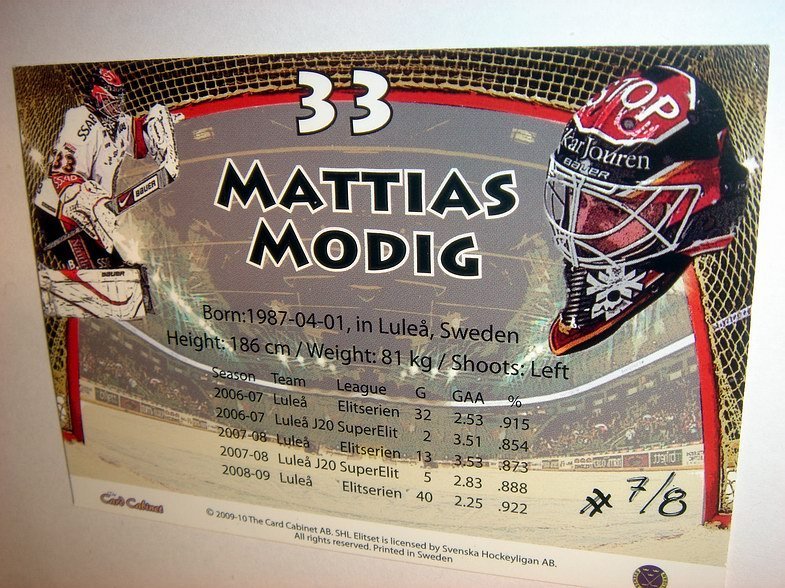 33
STOP
KarJouren
BAUER
SSAB
33
BAUER
BAUER
MATTIAS
MODIG
Born:1987-04-01, in Luleå, Sweden
Height: 186 cm / Weight: 81 kg / Shoots: Left
Season Team League G GAA %
2006-07 Luleå Elitserien 32 2.53 .915
2006-07 Luleå J20 SuperElit 2 3.51 .854
2007-08 Luleå Elitserien 13 3.53 .873
2007-08 Luleå J20 SuperElit 5 2.83 .888
2008-09 Luleå Elitserien 40 2.25 .922
# 7/8
Card Cabinet
© 2009-10 The Card Cabinet AB. SHL Elitset is licensed by Svenska Hockeyligan AB.
All rights reserved. Printed in Sweden